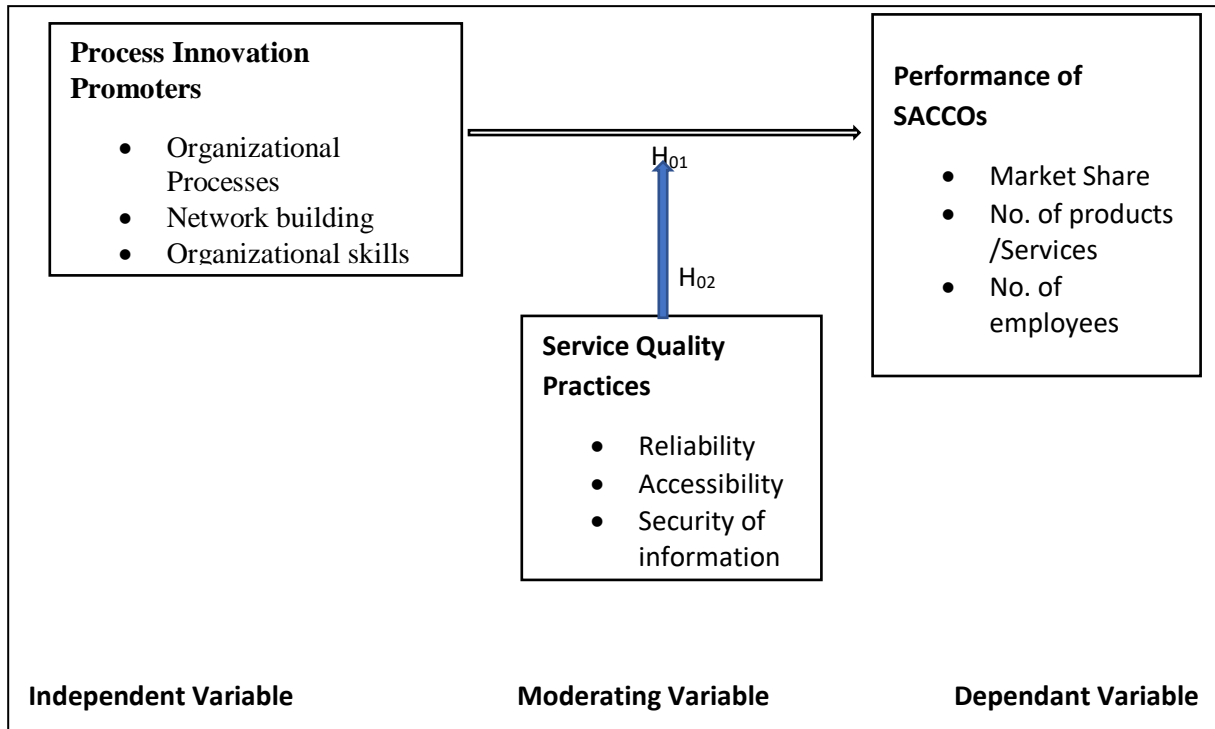 Process Innovation
Promoters
• Organizational
Processes
• Network building
• Organizational skills
H01
H02
Service Quality
Practices
• Reliability
• Accessibility
• Security of
information
Performance of
SACCOs
• Market Share
• No. of products
/Services
• No. of
employees
Independent Variable
Moderating Variable
Dependant Variable